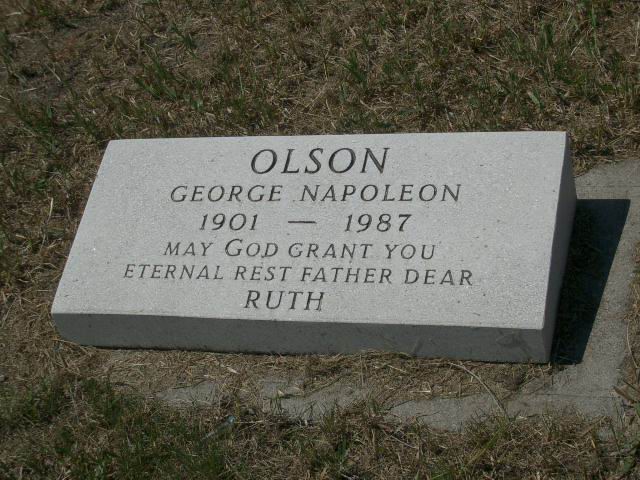 OLSON
GEORGE NAPOLEON
1901 — 1987
MAY GOD GRANT YOU
ETERNAL REST FATHER DEAR
RUTH